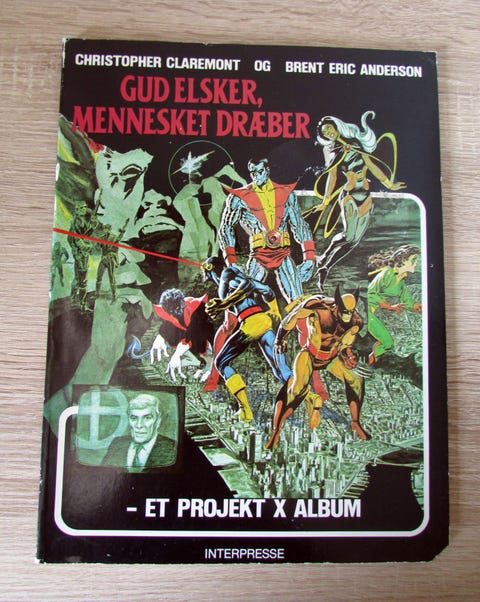 CHRISTOPHER CLAREMONT OG BRENT ERIC ANDERSON
GUD ELSKER,
MENNESKET DRÆBER
- ET PROJEKT X ALBUM
INTERPRESSE